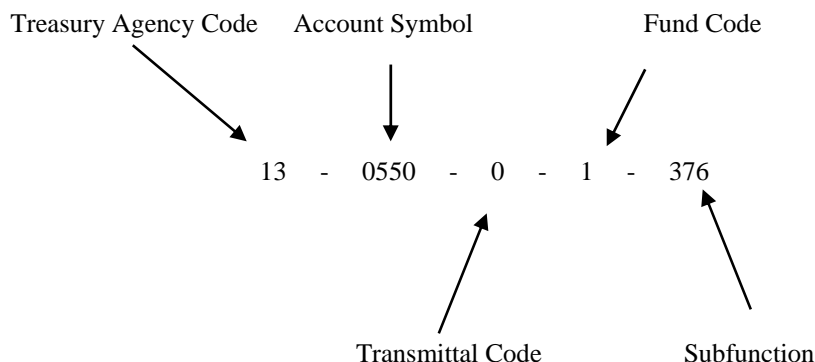 Treasury Agency Code Account Symbol Fund Code
13 - 0550 - 0 - 1 - 376
Transmittal Code Subfunction